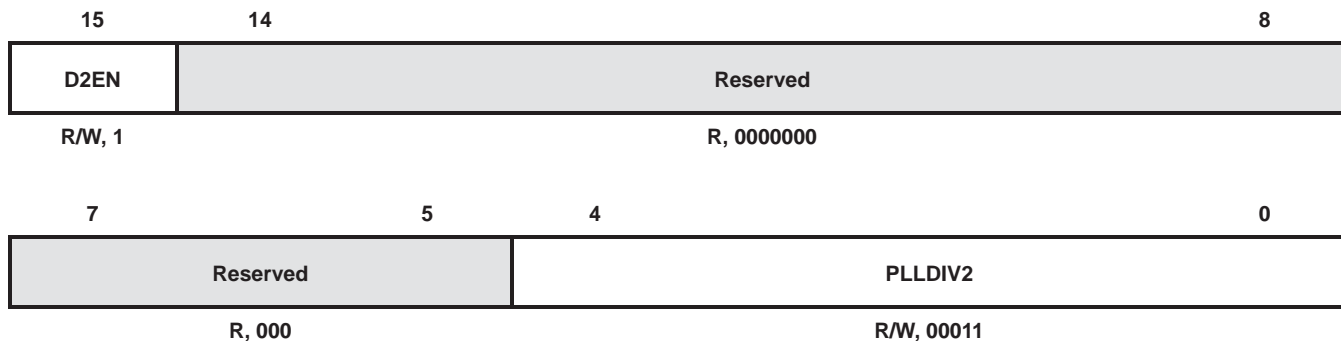 15 14 8
D2EN Reserved
R/W, 1 R, 0000000
7 5 4 0
Reserved PLLDIV2
R, 000 R/W, 00011